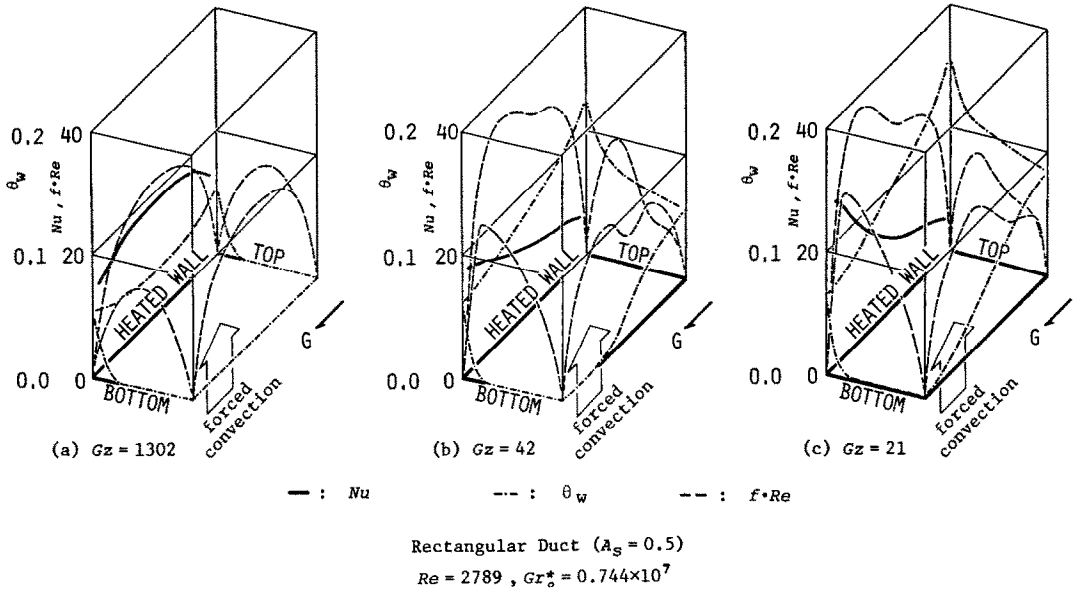 0.2 40
θw
Nu, f·Re
0.1 20
0.0 0
HEATED WALL
TOP
BOTTOM
G
forced
convection
(a) Gz = 1302
0.2 40
θw
Nu, f·Re
0.1 20
0.0 0
HEATED WALL
TOP
BOTTOM
G
forced
convection
(b) Gz = 42
0.2 40
θw
Nu, f·Re
0.1 20
0.0 0
HEATED WALL
TOP
BOTTOM
G
forced
convection
(c) Gz = 21
— : Nu -·- : θw -- : f·Re
Rectangular Duct (As = 0.5)
Re = 2789 , Gr*o = 0.744×10⁷